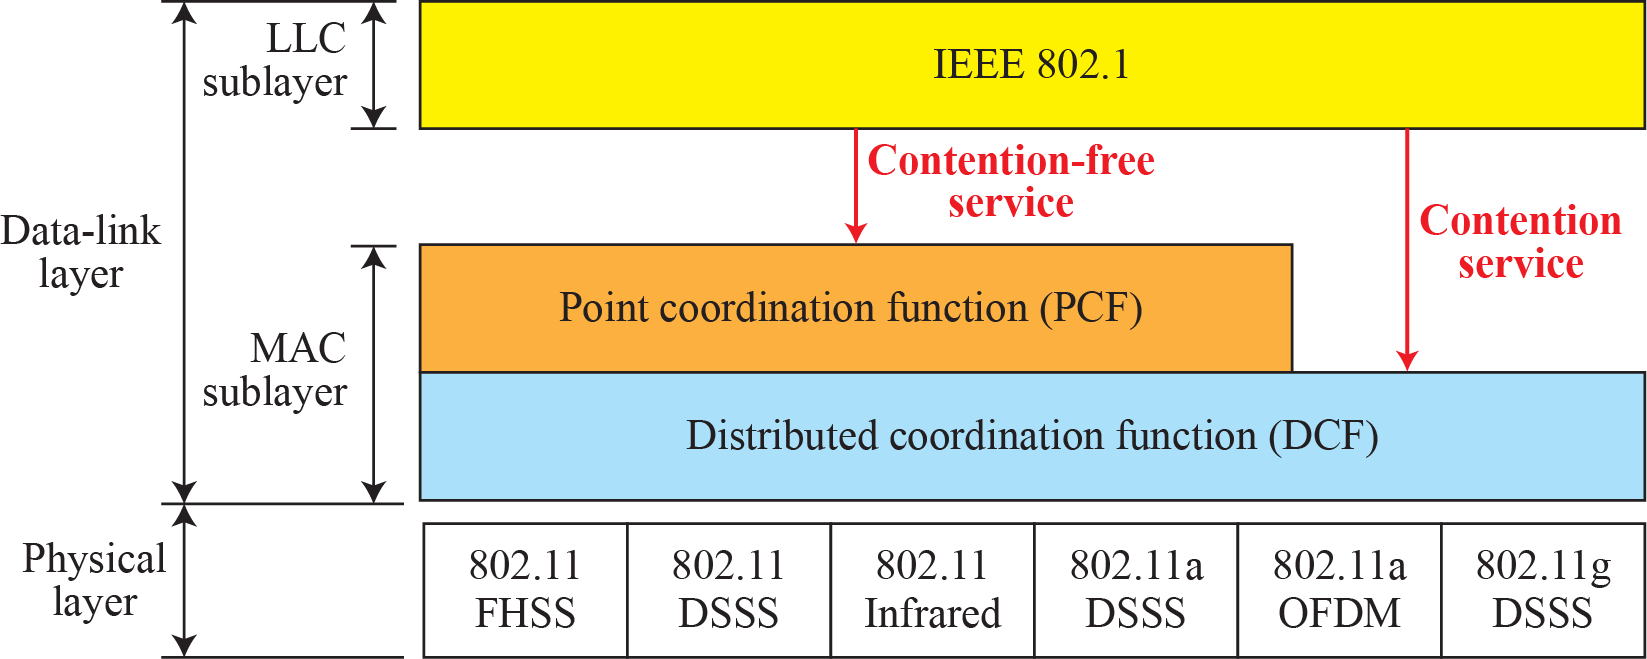 LLC
sublayer
IEEE 802.1
Contention-free
service
Contention
service
Data-link
layer
Point coordination function (PCF)
MAC
sublayer
Distributed coordination function (DCF)
Physical
layer
802.11
FHSS
802.11
DSSS
802.11
Infrared
802.11a
DSSS
802.11a
OFDM
802.11g
DSSS